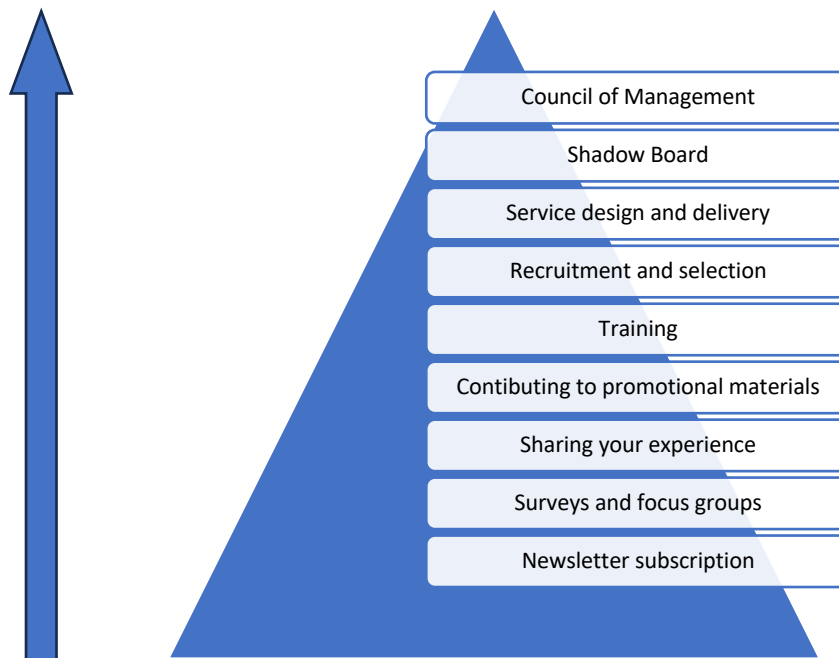 Council of Management
Shadow Board
Service design and delivery
Recruitment and selection
Training
Contibuting to promotional materials
Sharing your experience
Surveys and focus groups
Newsletter subscription